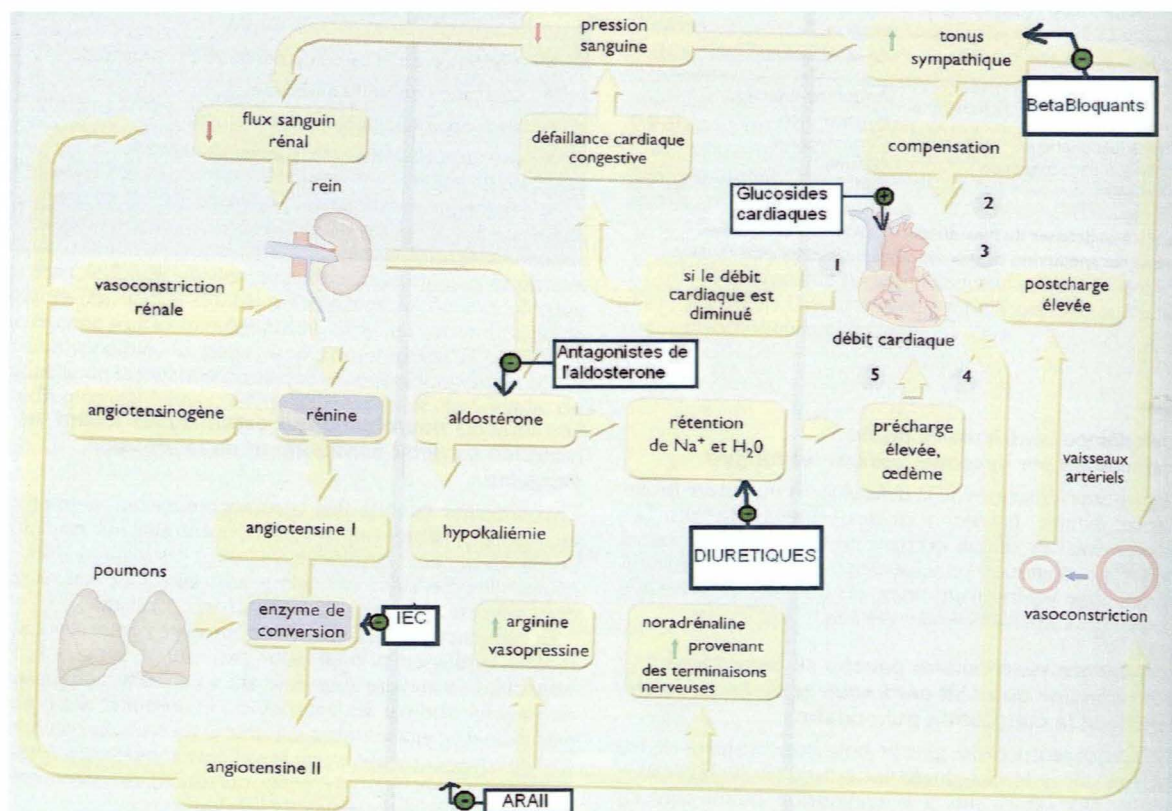 pression
sanguine
tonus
sympathique
BetaBloquants
flux sanguin
rénal
défaillance cardiaque
congestive
compensation
rein
Glucosides
cardiaques
2
3
1
vasoconstriction
rénale
si le débit
cardiaque est
diminué
postcharge
élevée
débit cardiaque
Antagonistes de
l'aldosterone
5
4
angiotensinogène
rénine
aldostérone
rétention
de Na⁺ et H₂0
précharge
élevée,
œdème
vaisseaux
artériels
angiotensine I
hypokaliémie
DIURETIQUES
poumons
enzyme de
conversion
IEC
arginine
vasopressine
noradrénaline
provenant
des terminaisons
nerveuses
vasoconstriction
angiotensine II
ARAII